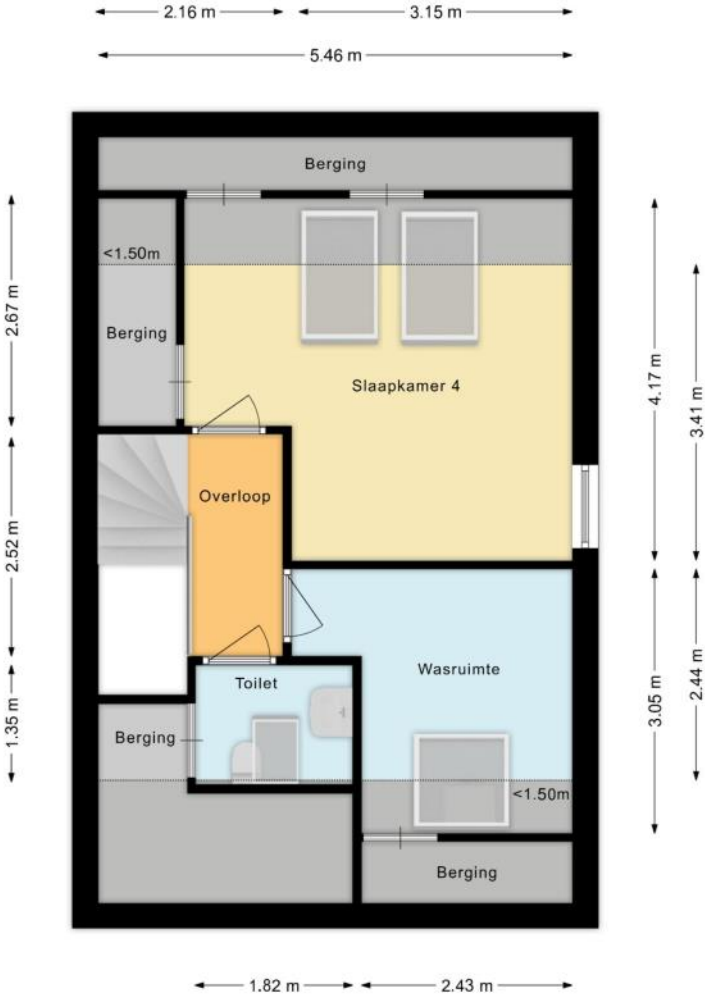 2.16 m
3.15 m
5.46 m
Berging
<1.50m
Berging
2.67 m
Slaapkamer 4
4.17 m
3.41 m
Overloop
2.52 m
Wasruimte
Toilet
2.44 m
3.05 m
1.35 m
Berging
<1.50m
Berging
1.82 m
2.43 m